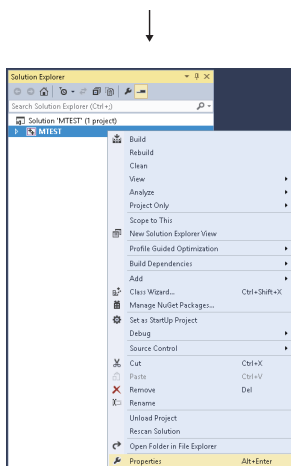 Solution Explorer
Search Solution Explorer (Ctrl+;)
Solution 'MTEST' (1 project)
MTEST
Build
Rebuild
Clean
View
Analyze
Project Only
Scope to This
New Solution Explorer View
Profile Guided Optimization
Build Dependencies
Add
Class Wizard... Ctrl+Shift+X
Manage NuGet Packages...
Set as StartUp Project
Debug
Source Control
Cut Ctrl+X
Paste Ctrl+V
Remove Del
Rename
Unload Project
Rescan Solution
Open Folder in File Explorer
Properties Alt+Enter